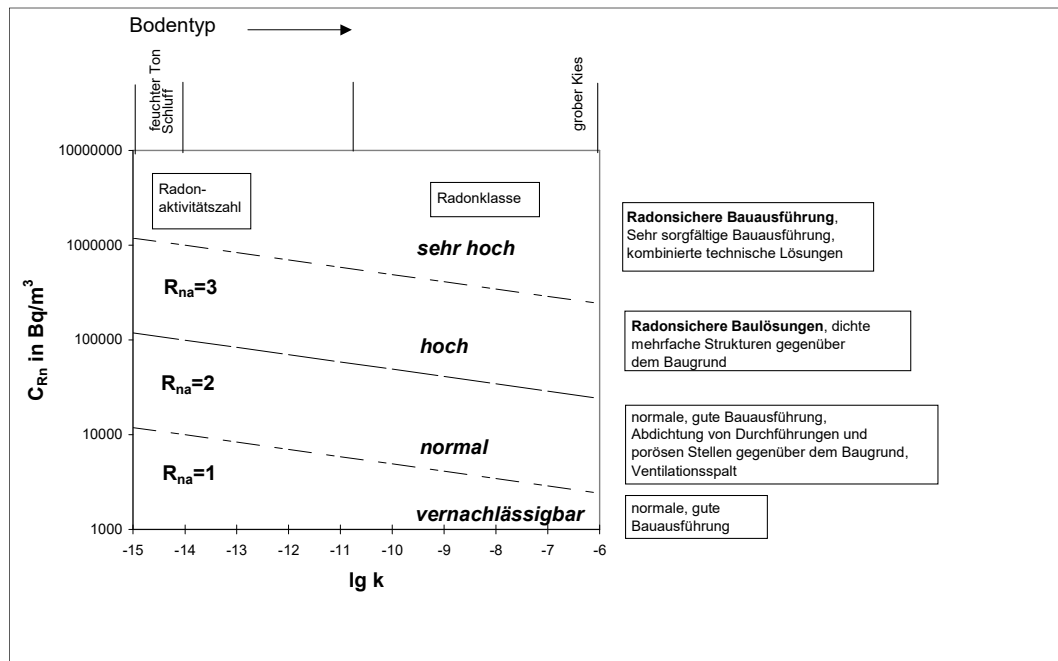 Bodentyp
feuchter Ton
Schluff
grober Kies
10000000
1000000
100000
10000
1000
C_Rn in Bq/m³
Radon-
aktivitätszahl
Radonklasse
sehr hoch
R_na=3
hoch
R_na=2
normal
R_na=1
vernachlässigbar
-15 -14 -13 -12 -11 -10 -9 -8 -7 -6
lg k
Radonsichere Bauausführung,
Sehr sorgfältige Bauausführung,
kombinierte technische Lösungen
Radonsichere Baulösungen, dichte
mehrfache Strukturen gegenüber
dem Baugrund
normale, gute Bauausführung,
Abdichtung von Durchführungen und
porösen Stellen gegenüber dem Baugrund,
Ventilationsspalt
normale, gute
Bauausführung